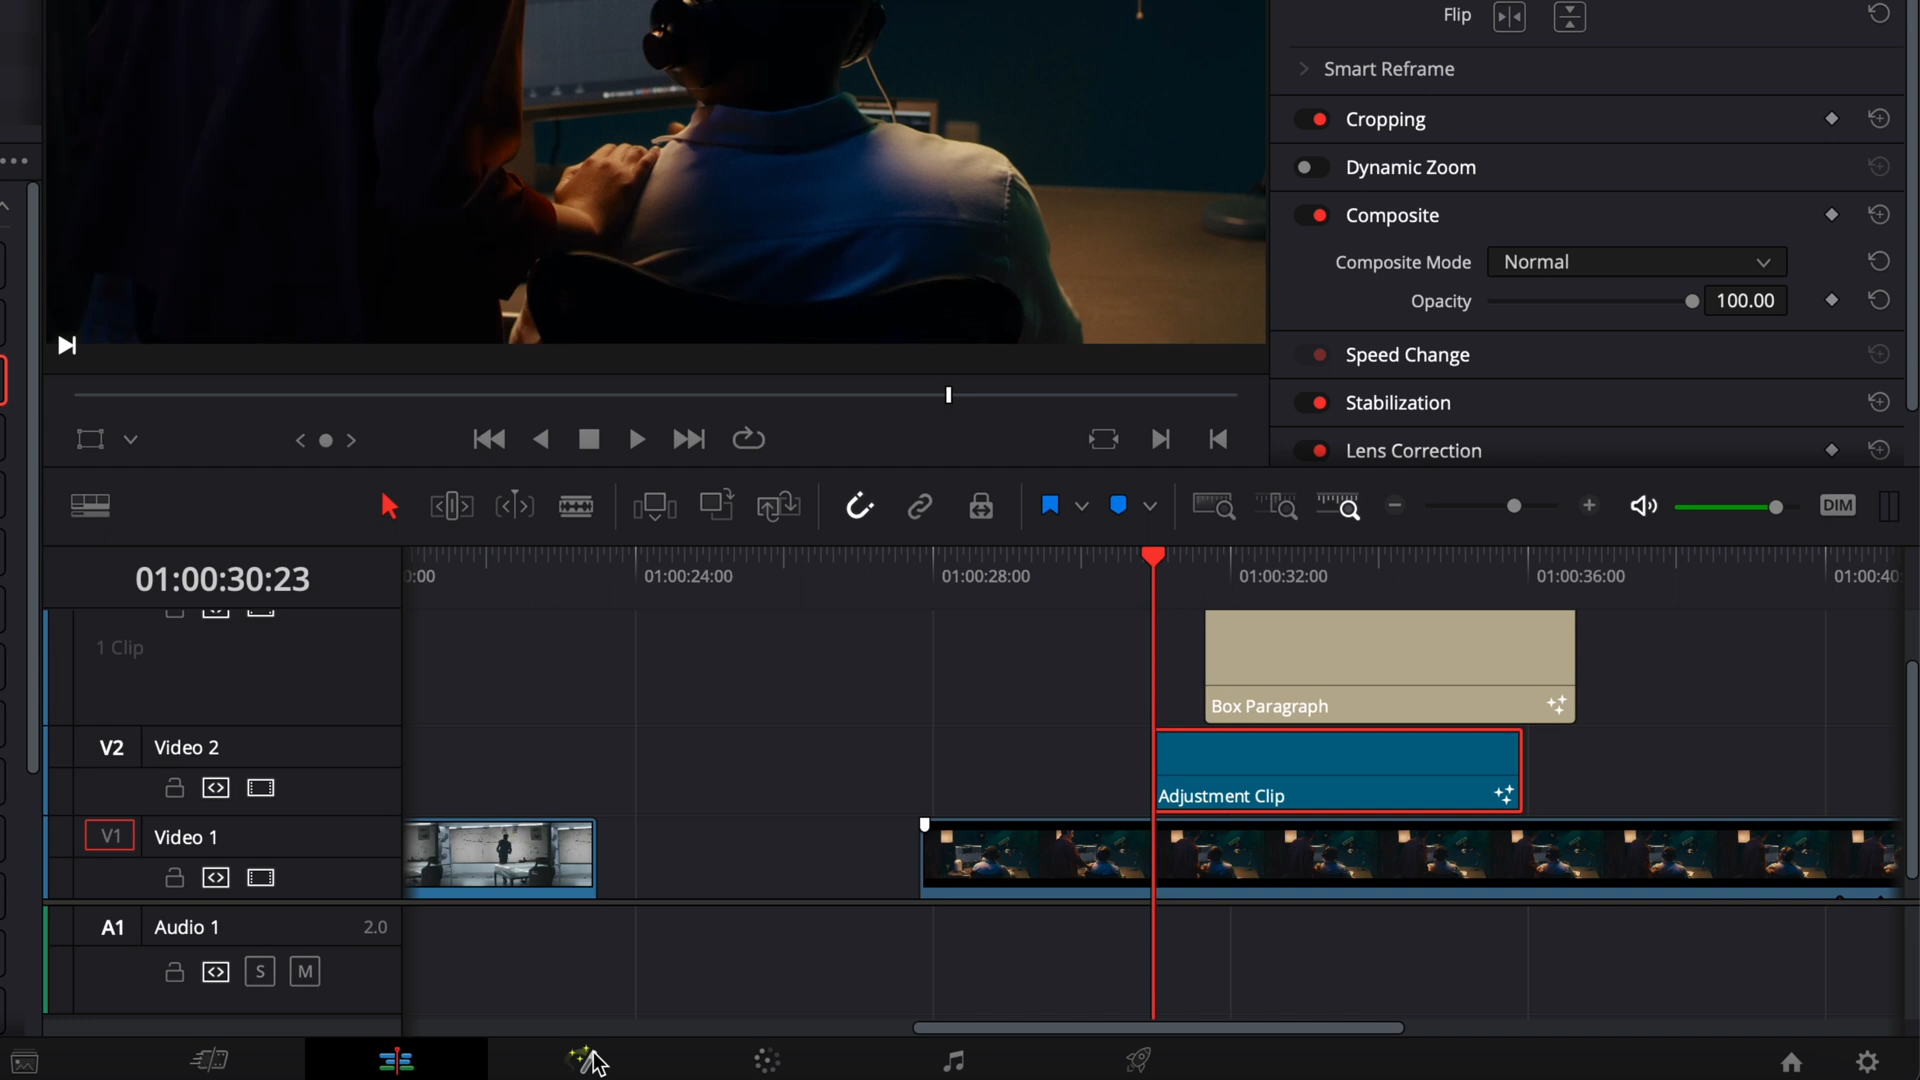 Flip
Smart Reframe
Cropping
Dynamic Zoom
Composite
Composite Mode Normal
Opacity 100.00
Speed Change
Stabilization
Lens Correction
DIM
01:00:30:23
0:00 01:00:24:00 01:00:28:00 01:00:32:00 01:00:36:00 01:00:40:
1 Clip
Box Paragraph
V2 Video 2
Adjustment Clip
V1 Video 1
A1 Audio 1 2.0
S M